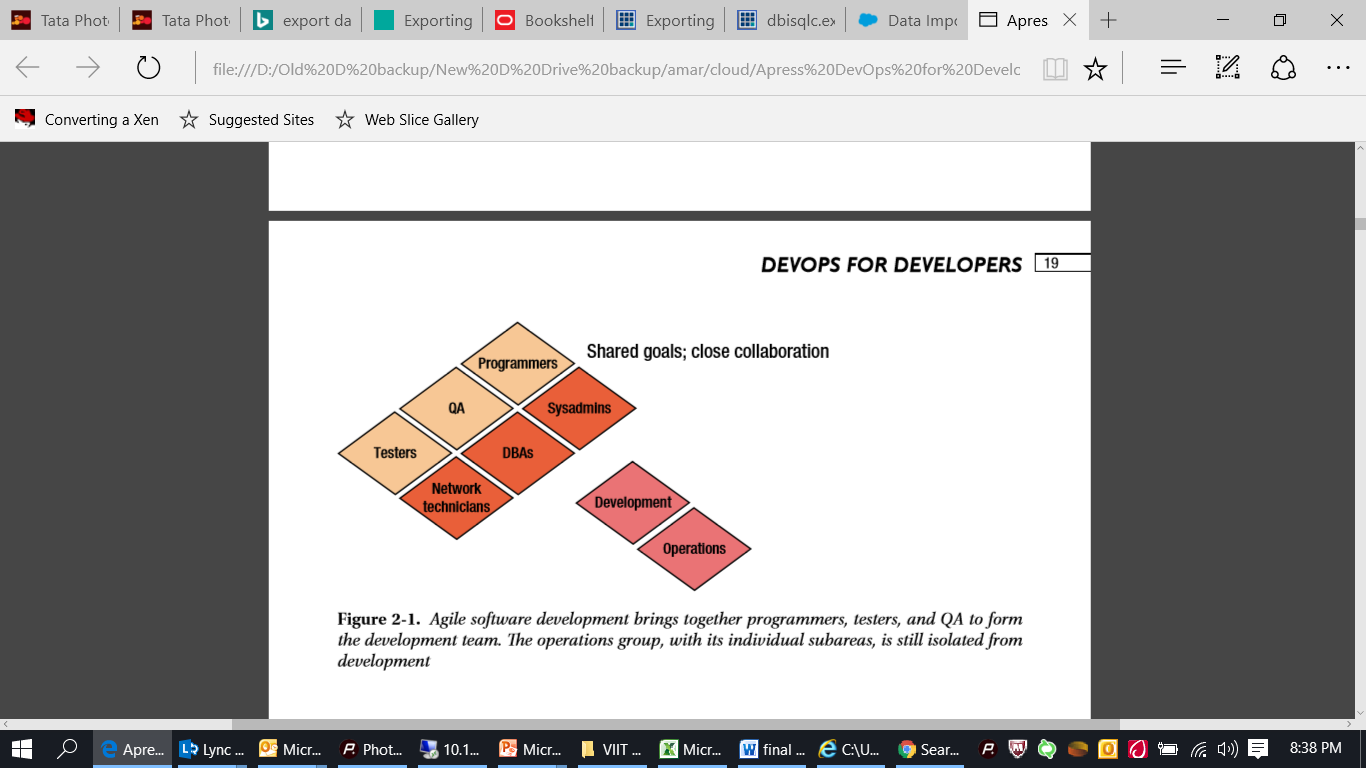 Tata Phot
Tata Phot
export da
Exporting
Bookshelf
Exporting
dbisqlc.ex
Data Impo
Apres
file:///D:/Old%20D%20backup/New%20D%20Drive%20backup/amar/cloud/Apress%20DevOps%20for%20Develc
Converting a Xen
Suggested Sites
Web Slice Gallery
DEVOPS FOR DEVELOPERS 19
Programmers
Shared goals; close collaboration
QA
Sysadmins
Testers
DBAs
Network
technicians
Development
Operations
Figure 2-1. Agile software development brings together programmers, testers, and QA to form
the development team. The operations group, with its individual subareas, is still isolated from
development
Apre...
Lync ...
Micr...
Phot...
10.1...
Micr...
VIIT ...
Micr...
final ...
C:\U...
Sear...
8:38 PM